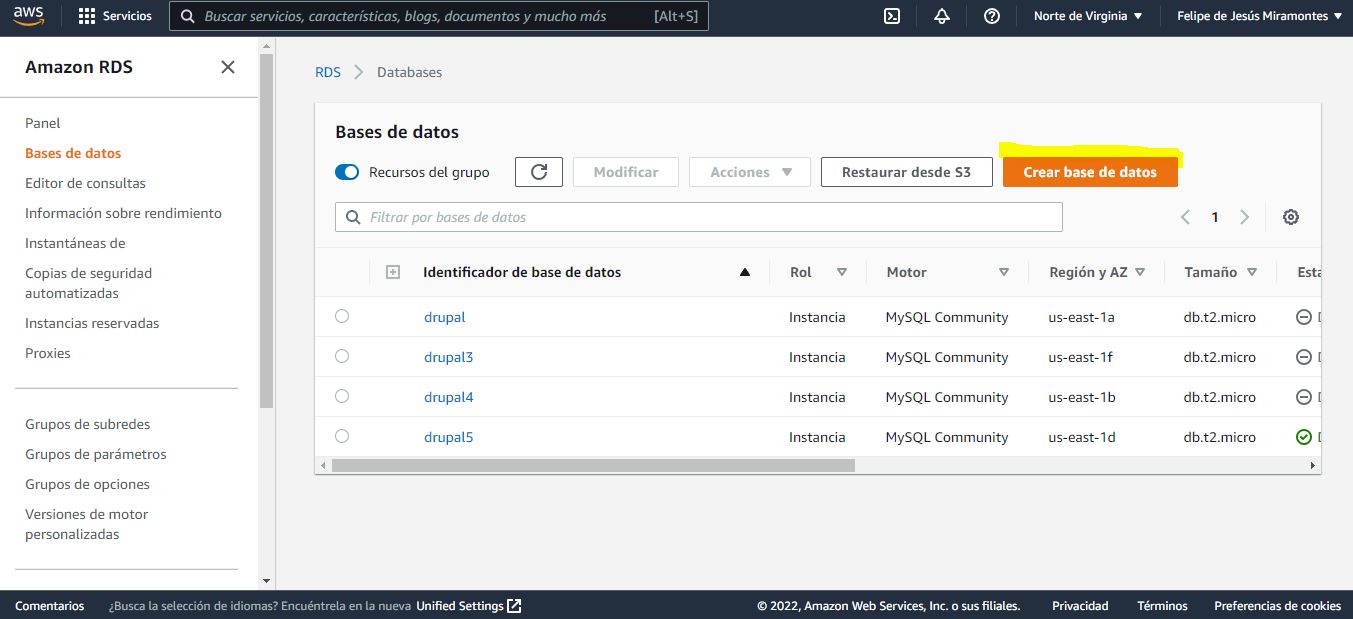 aws
Servicios
Buscar servicios, características, blogs, documentos y mucho más
[Alt+S]
Norte de Virginia
Felipe de Jesús Miramontes
Amazon RDS
Panel
Bases de datos
Editor de consultas
Información sobre rendimiento
Instantáneas de
Copias de seguridad
automatizadas
Instancias reservadas
Proxies
Grupos de subredes
Grupos de parámetros
Grupos de opciones
Versiones de motor
personalizadas
RDS
Databases
Bases de datos
Recursos del grupo
Modificar
Acciones
Restaurar desde S3
Crear base de datos
Filtrar por bases de datos
1
Identificador de base de datos Rol Motor Región y AZ Tamaño
drupal Instancia MySQL Community us-east-1a db.t2.micro
drupal3 Instancia MySQL Community us-east-1f db.t2.micro
drupal4 Instancia MySQL Community us-east-1b db.t2.micro
drupal5 Instancia MySQL Community us-east-1d db.t2.micro
Comentarios
¿Busca la selección de idiomas? Encuéntrela en la nueva Unified Settings
© 2022, Amazon Web Services, Inc. o sus filiales.
Privacidad
Términos
Preferencias de cookies